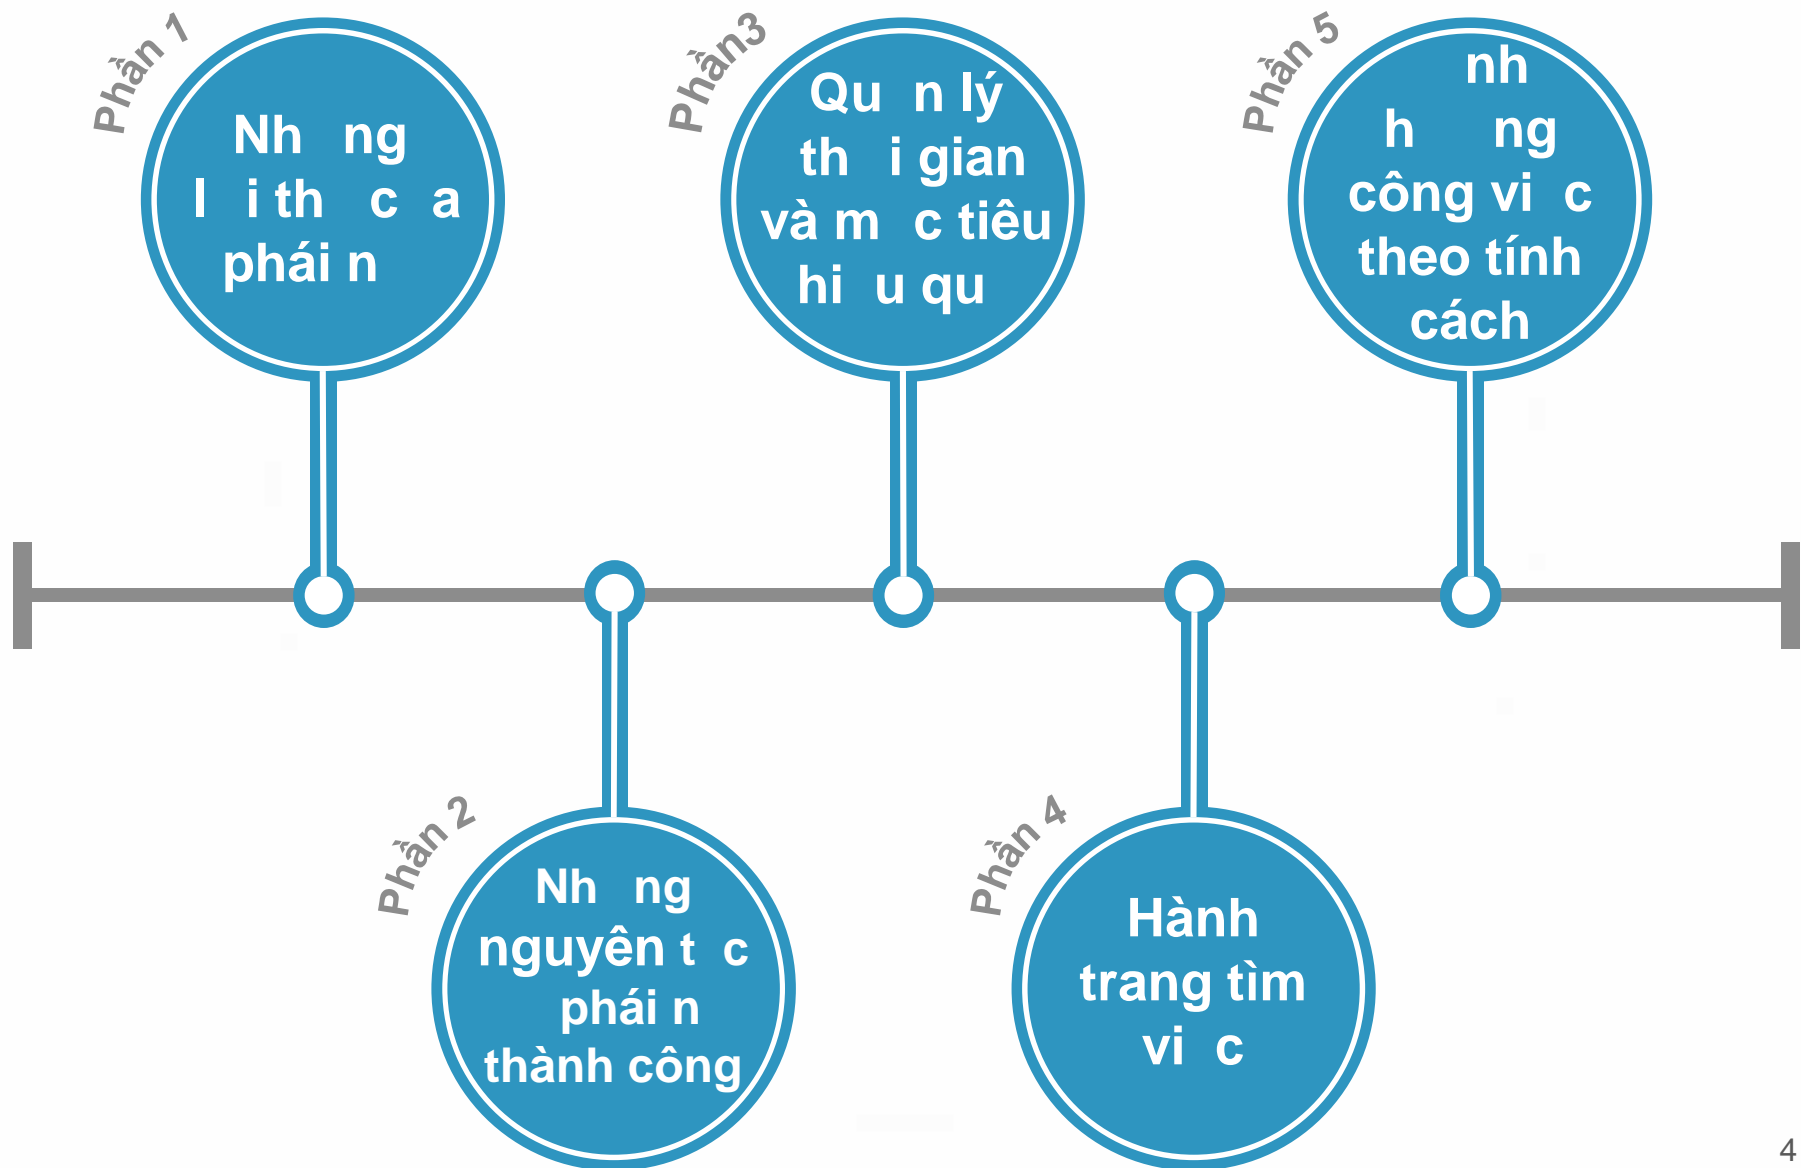 Phần 1
Nh ng
l i th c a
phái n
Phần 2
Nh ng
nguyên t c
phái n
thành công
Phần3
Qu n lý
th i gian
và m c tiêu
hi u qu
Phần 4
Hành
trang tìm
vi c
Phần 5
nh
h ng
công vi c
theo tính
cách
4